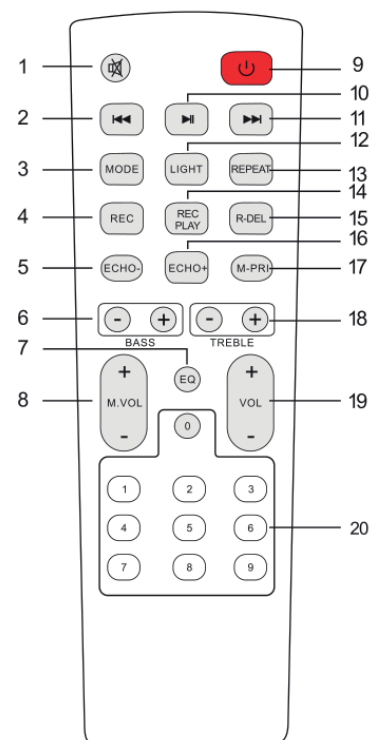 1 9
10
2 11
12
3 MODE LIGHT REPEAT 13
14
4 REC REC PLAY R-DEL 15
16
5 ECHO- ECHO+ M-PRI 17
6 - + - + 18
BASS TREBLE
7 EQ
+ +
8 M.VOL VOL 19
- -
0
1 2 3
4 5 6 20
7 8 9